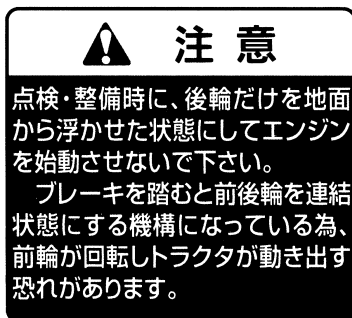 注意
点検・整備時に、後輪だけを地面
から浮かせた状態にしてエンジン
を始動させないで下さい。
　ブレーキを踏むと前後輪を連結
状態にする機構になっている為、
前輪が回転しトラクタが動き出す
恐れがあります。